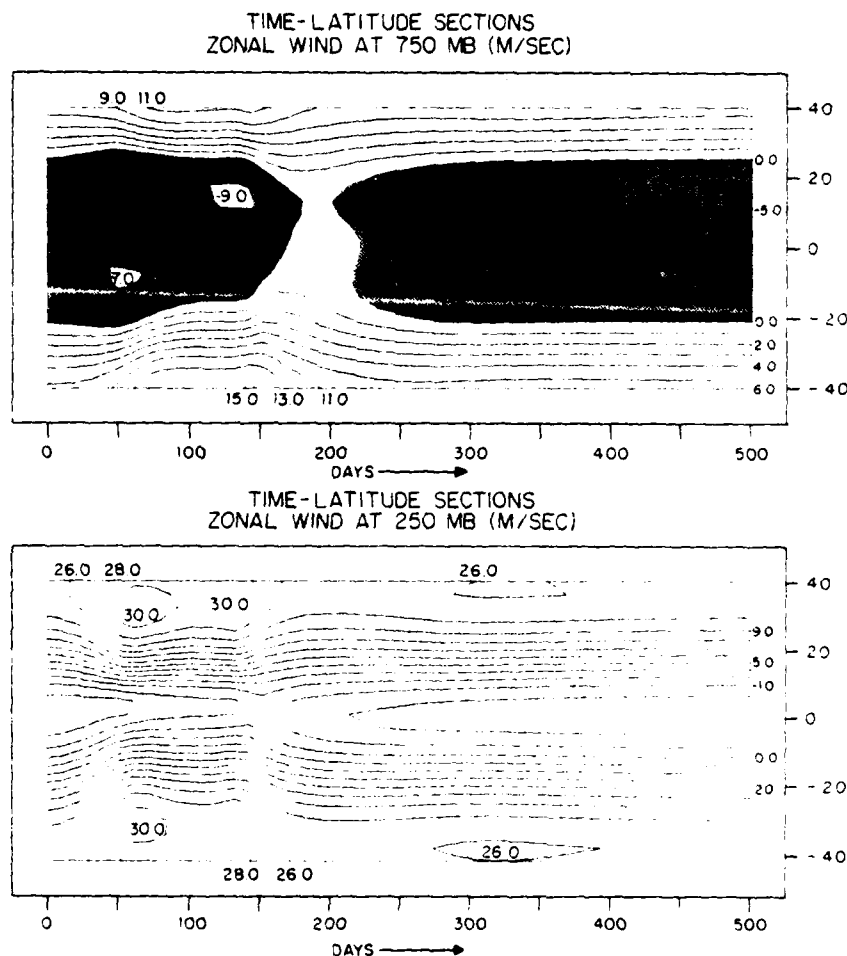 TIME-LATITUDE SECTIONS
ZONAL WIND AT 750 MB (M/SEC)
9.0 11.0
40
0.0
20
-9.0
-5.0
0
7.0
0.0
-20
-2.0
4.0
6.0
-40
15.0 13.0 11.0
0 100 200 300 400 500
DAYS
TIME-LATITUDE SECTIONS
ZONAL WIND AT 250 MB (M/SEC)
26.0 28.0 26.0
40
30.0 30.0
-9.0
20
-5.0
-1.0
0
0.0
2.0
-20
30.0
26.0
-40
28.0 26.0
0 100 200 300 400 500
DAYS